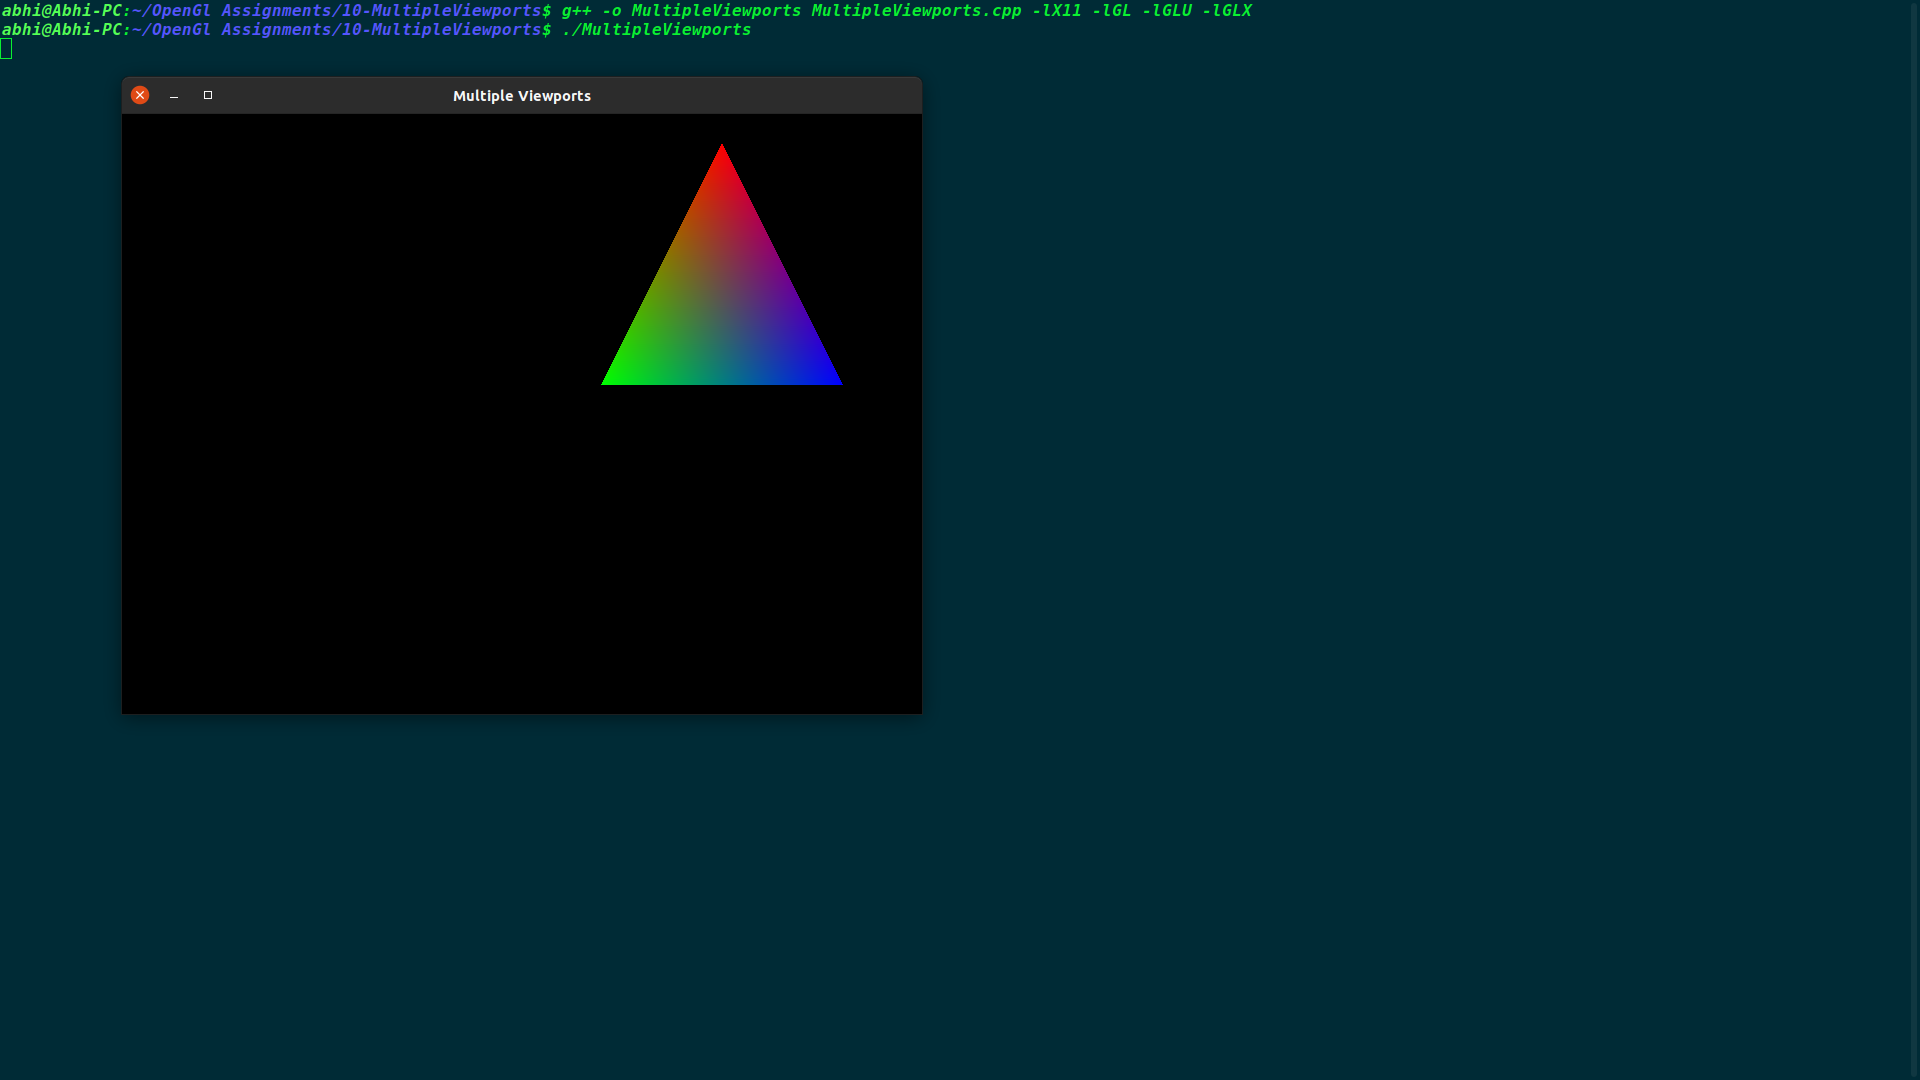 abhi@Abhi-PC:~/OpenGl Assignments/10-MultipleViewports$ g++ -o MultipleViewports MultipleViewports.cpp -lX11 -lGL -lGLU -lGLX
abhi@Abhi-PC:~/OpenGl Assignments/10-MultipleViewports$ ./MultipleViewports
Multiple Viewports